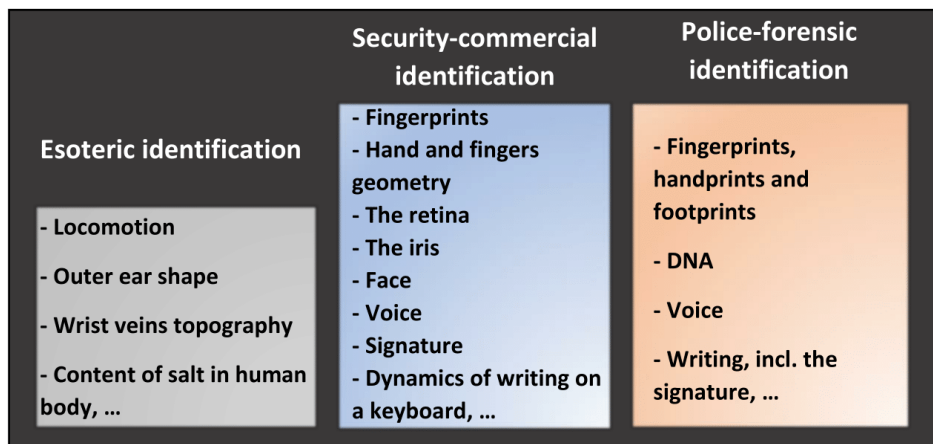 Esoteric identification
- Locomotion
- Outer ear shape
- Wrist veins topography
- Content of salt in human
body, ...
Security-commercial
identification
- Fingerprints
- Hand and fingers
geometry
- The retina
- The iris
- Face
- Voice
- Signature
- Dynamics of writing on
a keyboard, ...
Police-forensic
identification
- Fingerprints,
handprints and
footprints
- DNA
- Voice
- Writing, incl. the
signature, ...